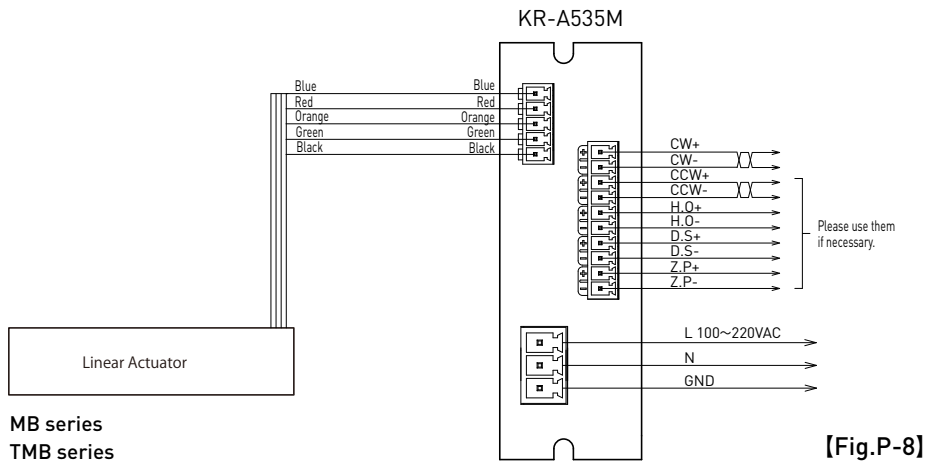 KR-A535M
Blue Blue
Red Red
Orange Orange
Green Green
Black Black
CW+
CW-
CCW+
CCW-
H.O+
H.O-
D.S+
D.S-
Z.P+
Z.P-
Please use them
if necessary.
L 100～220VAC
N
GND
Linear Actuator
MB series
TMB series
【Fig.P-8】